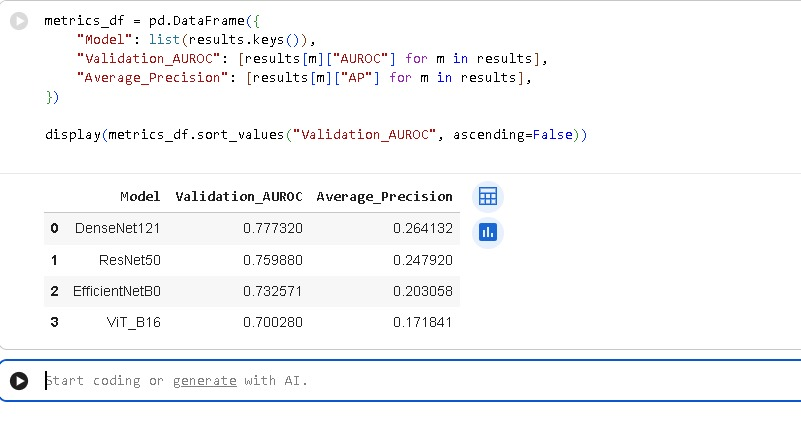 metrics_df = pd.DataFrame({
    "Model": list(results.keys()),
    "Validation_AUROC": [results[m]["AUROC"] for m in results],
    "Average_Precision": [results[m]["AP"] for m in results],
})
display(metrics_df.sort_values("Validation_AUROC", ascending=False))
Model Validation_AUROC Average_Precision
0 DenseNet121 0.777320 0.264132
1 ResNet50 0.759880 0.247920
2 EfficientNetB0 0.732571 0.203058
3 ViT_B16 0.700280 0.171841
Start coding or generate with AI.